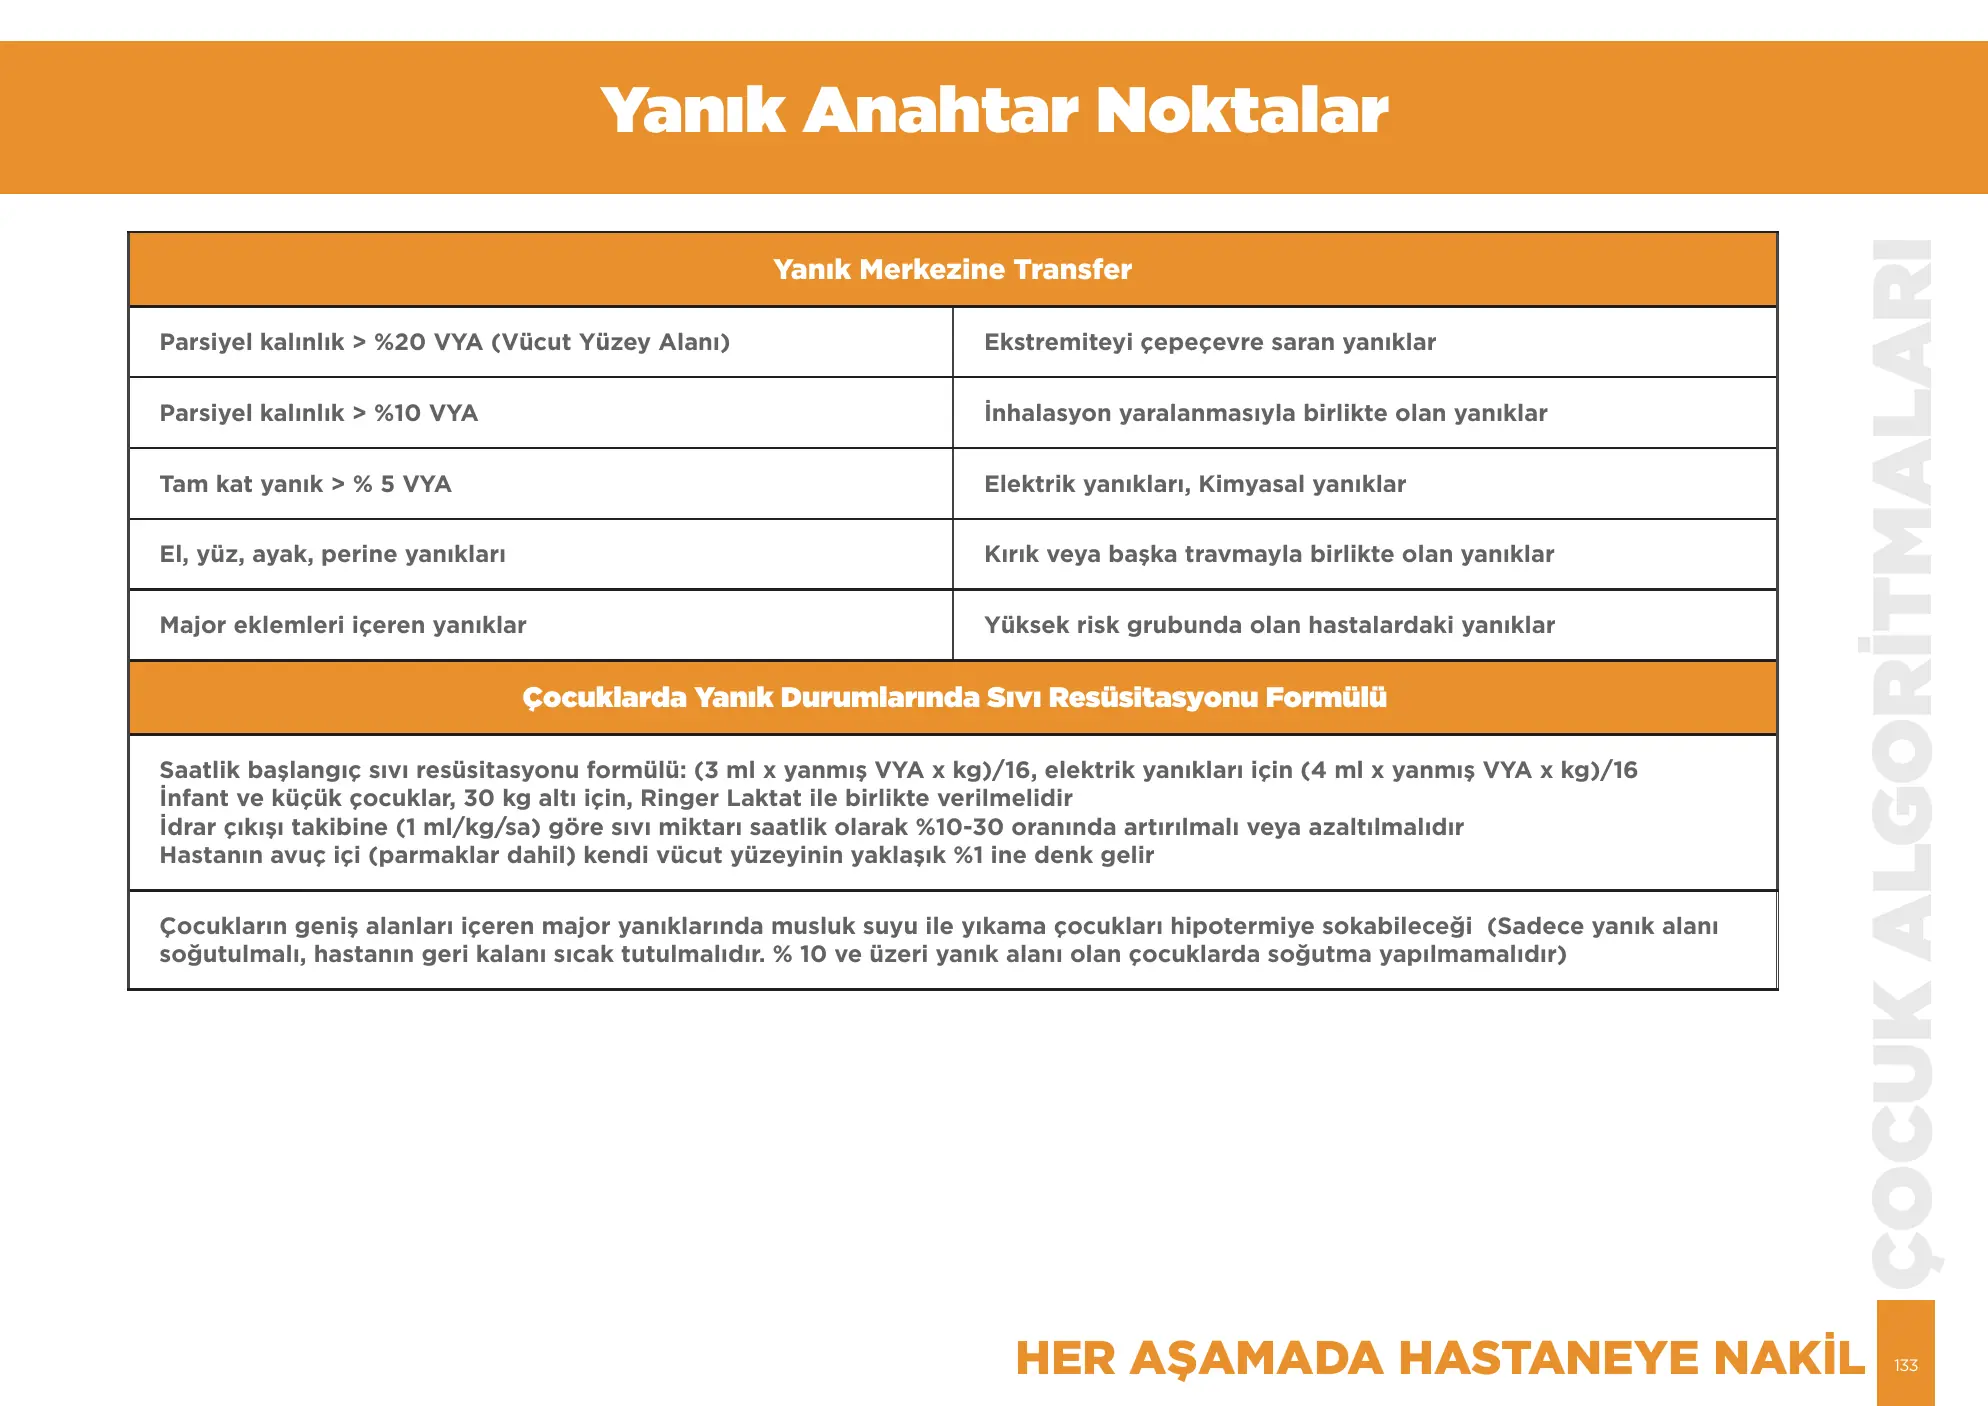 Yanık Anahtar Noktalar
Yanık Merkezine Transfer
Parsiyel kalınlık > %20 VYA (Vücut Yüzey Alanı)
Ekstremiteyi çepeçevre saran yanıklar
Parsiyel kalınlık > %10 VYA
İnhalasyon yaralanmasıyla birlikte olan yanıklar
Tam kat yanık > % 5 VYA
Elektrik yanıkları, Kimyasal yanıklar
El, yüz, ayak, perine yanıkları
Kırık veya başka travmayla birlikte olan yanıklar
Major eklemleri içeren yanıklar
Yüksek risk grubunda olan hastalardaki yanıklar
Çocuklarda Yanık Durumlarında Sıvı Resüsitasyonu Formülü
Saatlik başlangıç sıvı resüsitasyonu formülü: (3 ml x yanmış VYA x kg)/16, elektrik yanıkları için (4 ml x yanmış VYA x kg)/16
İnfant ve küçük çocuklar, 30 kg altı için, Ringer Laktat ile birlikte verilmelidir
İdrar çıkışı takibine (1 ml/kg/sa) göre sıvı miktarı saatlik olarak %10-30 oranında artırılmalı veya azaltılmalıdır
Hastanın avuç içi (parmaklar dahil) kendi vücut yüzeyinin yaklaşık %1 ine denk gelir
Çocukların geniş alanları içeren major yanıklarında musluk suyu ile yıkama çocukları hipotermiye sokabileceği  (Sadece yanık alanı
soğutulmalı, hastanın geri kalanı sıcak tutulmalıdır. % 10 ve üzeri yanık alanı olan çocuklarda soğutma yapılmamalıdır)
ÇOCUK ALGORİTMALARI
HER AŞAMADA HASTANEYE NAKİL
133